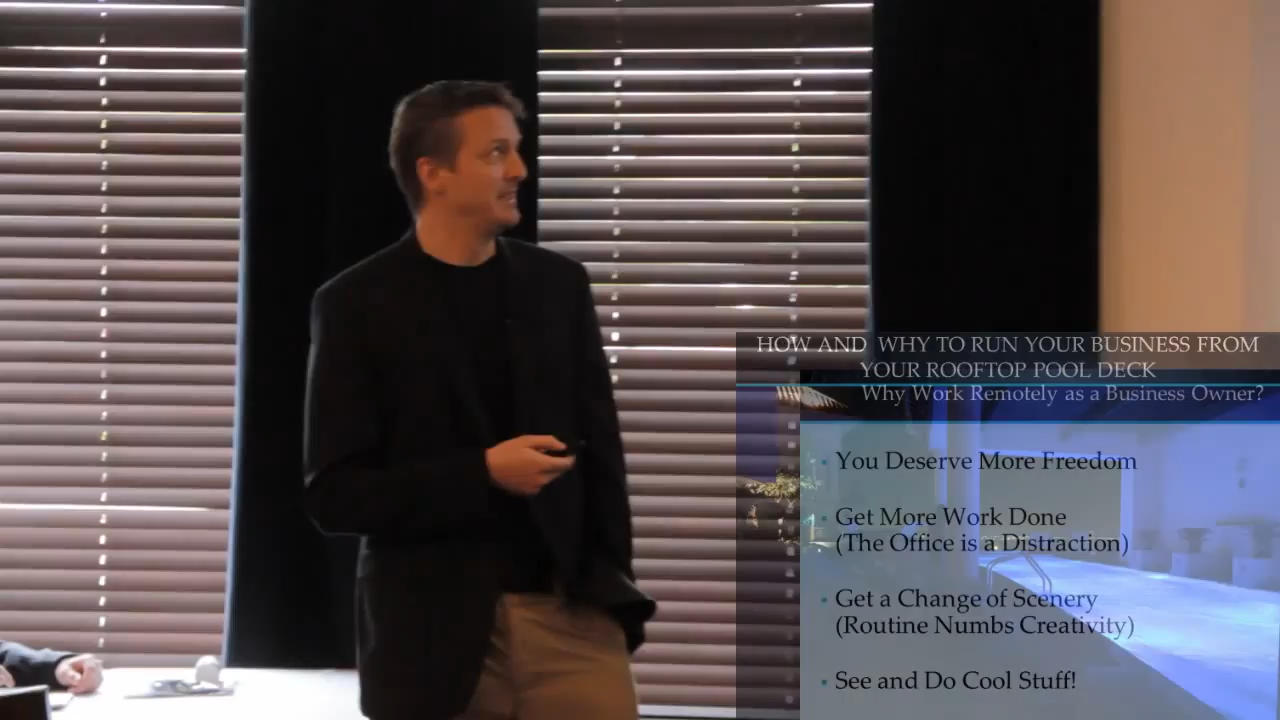 HOW AND WHY TO RUN YOUR BUSINESS FROM
YOUR ROOFTOP POOL DECK
Why Work Remotely as a Business Owner?
You Deserve More Freedom
Get More Work Done
(The Office is a Distraction)
Get a Change of Scenery
(Routine Numbs Creativity)
See and Do Cool Stuff!